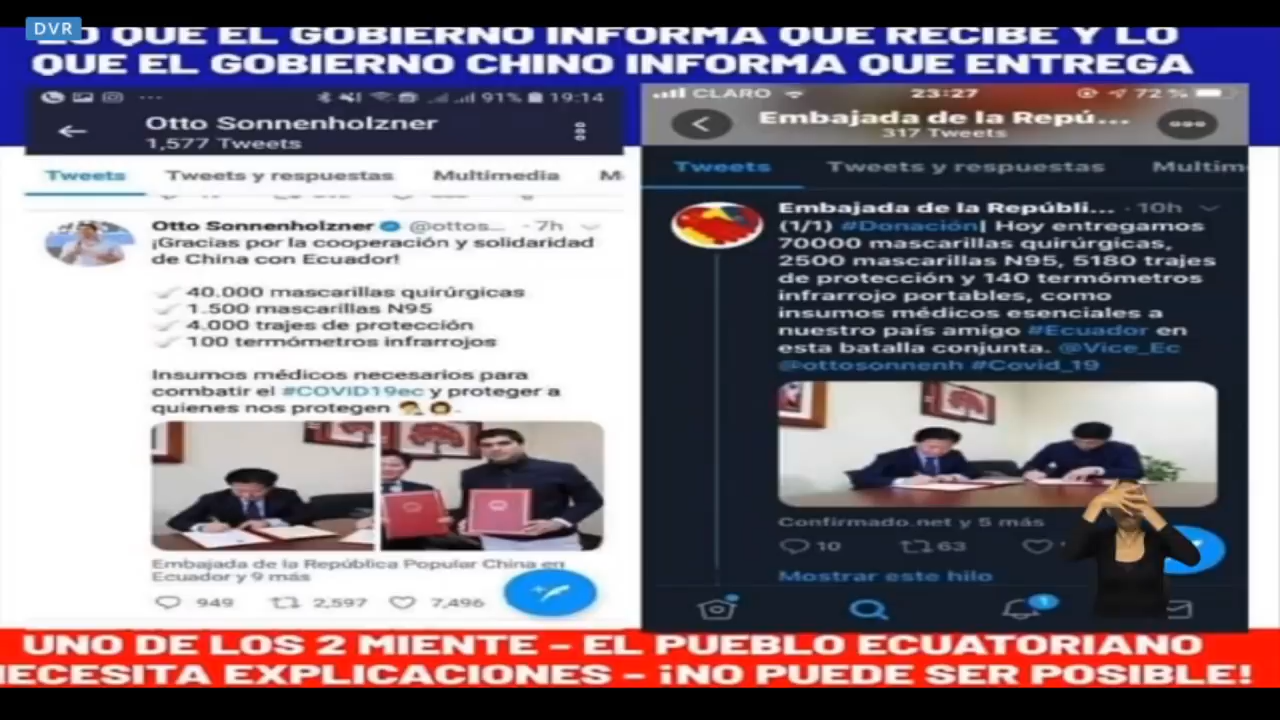 DVR
LO QUE EL GOBIERNO INFORMA QUE RECIBE Y LO
QUE EL GOBIERNO CHINO INFORMA QUE ENTREGA
91% 19:14
Otto Sonnenholzner
1,577 Tweets
Tweets Tweets y respuestas Multimedia M
Otto Sonnenholzner @ottos... · 7h
¡Gracias por la cooperación y solidaridad
de China con Ecuador!
40.000 mascarillas quirúrgicas
1.500 mascarillas N95
4.000 trajes de protección
100 termómetros infrarrojos
Insumos médicos necesarios para
combatir el #COVID19ec y proteger a
quienes nos protegen
Embajada de la República Popular China en
Ecuador y 9 más
949 2,597 7,496
CLARO 23:27 72 %
Embajada de la Repú...
317 Tweets
Tweets Tweets y respuestas Multim
Embajada de la Repúbli... · 10h
(1/1) #Donación| Hoy entregamos
70000 mascarillas quirúrgicas,
2500 mascarillas N95, 5180 trajes
de protección y 140 termómetros
infrarrojo portables, como
insumos médicos esenciales a
nuestro país amigo #Ecuador en
esta batalla conjunta. @Vice_Ec
@ottosonnenh #Covid_19
Confirmado.net y 5 más
10 63
Mostrar este hilo
1
UNO DE LOS 2 MIENTE - EL PUEBLO ECUATORIANO
ECESITA EXPLICACIONES - ¡NO PUEDE SER POSIBLE!